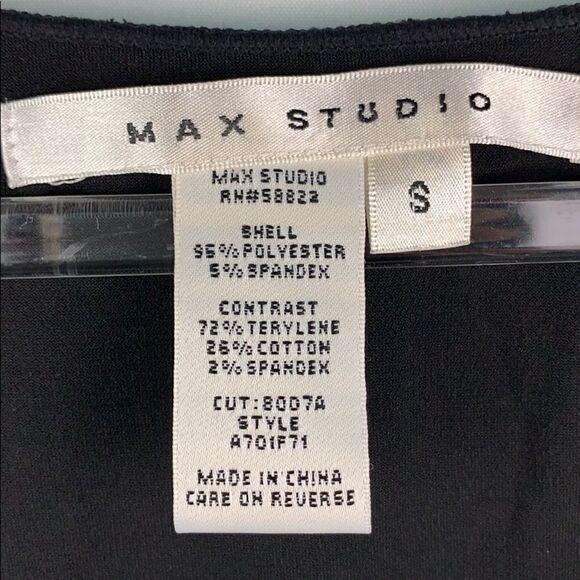 MAX STUDIO
S
MAX STUDIO
RN#58822
SHELL
95%POLYESTER
5%SPANDEX
CONTRAST
72%TERYLENE
26%COTTON
2%SPANDEX
CUT:8007A
STYLE
A701F71
MADE IN CHINA
CARE ON REVERSE